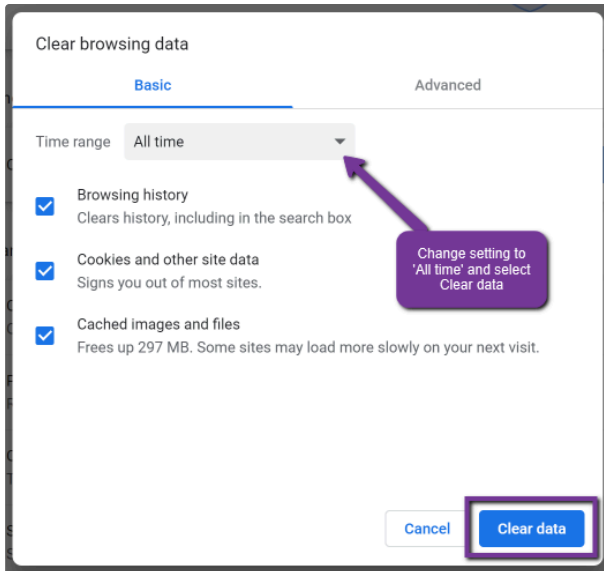 Clear browsing data
Basic
Advanced
Time range
All time
Browsing history
Clears history, including in the search box
Cookies and other site data
Signs you out of most sites.
Change setting to
'All time' and select
Clear data
Cached images and files
Frees up 297 MB. Some sites may load more slowly on your next visit.
Cancel
Clear data